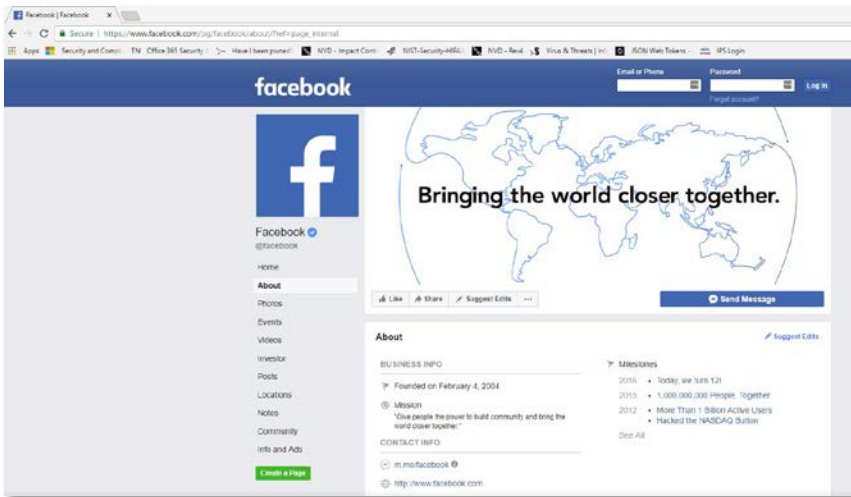 Facebook | Facebook
Secure | https://www.facebook.com/pg/facebook/about/?ref=page_internal
Apps Security and Compl TN Office 365 Security Have I been pwned NVD - Impact NIST-Security-HIPAA NVD - Virus & Threats | JSON Web Tokens - IPS Login
facebook
Email or Phone Password
Log In
Forgot account?
f
Bringing the world closer together.
Facebook
@facebook
Home
About
Photos
Events
Videos
Investor
Posts
Locations
Notes
Community
Info and Ads
Create a Page
Like Share Suggest Edits ... Send Message
About Suggest Edits
BUSINESS INFO
Founded on February 4, 2004
Mission
"Give people the power to build community and bring the
world closer together."
CONTACT INFO
m.me/facebook
http://www.facebook.com
Milestones
2016 • Today, we turn 12!
2015 • 1,000,000,000 People. Together
2012 • More Than 1 Billion Active Users
• Hacked the NASDAQ Button
See All